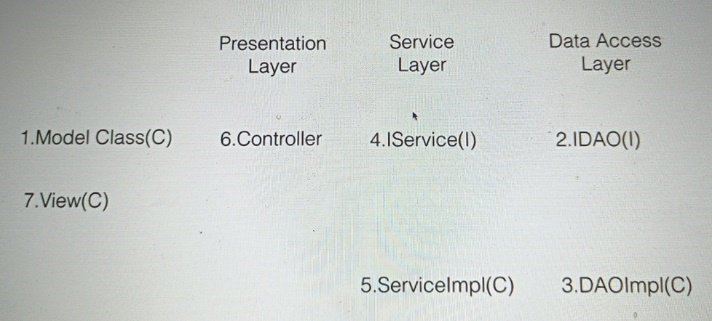 Presentation
Layer
Service
Layer
Data Access
Layer
1.Model Class(C)
6.Controller
4.IService(I)
2.IDAO(I)
7.View(C)
5.ServiceImpl(C)
3.DAOImpl(C)